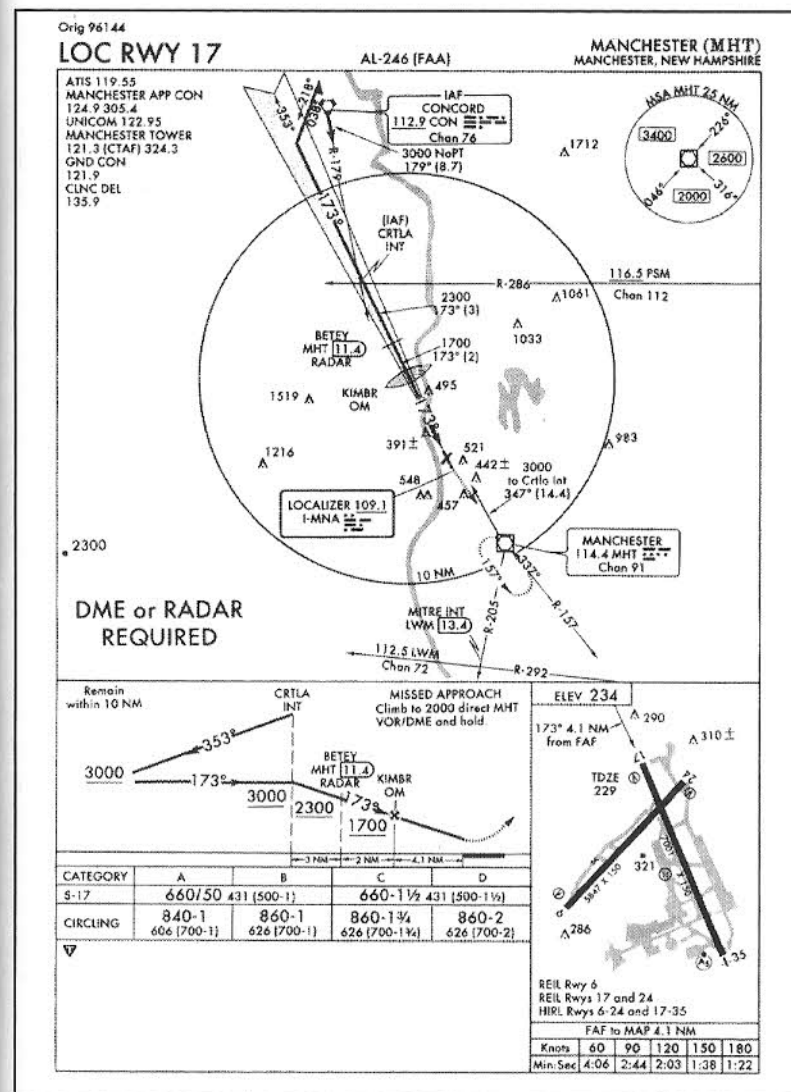 Orig 96144
LOC RWY 17
AL-246 (FAA)
MANCHESTER (MHT)
MANCHESTER, NEW HAMPSHIRE
ATIS 119.55
MANCHESTER APP CON
124.9 305.4
UNICOM 122.95
MANCHESTER TOWER
121.3 (CTAF) 324.3
GND CON
121.9
CLNC DEL
135.9
353°
218°
038°
IAF
CONCORD
112.9 CON
Chan 76
3000 NoPT
179° (8.7)
R-179
173°
1712
MSA MHT 25 NM
3400
226°
2600
046°
316°
2000
(IAF)
CRTLA
INT
R-286
116.5 PSM
Chan 112
1061
2300
173° (3)
1033
BETEY
MHT 11.4
RADAR
1700
173° (2)
1519
KIMBR
OM
495
173°
391±
521
983
1216
442±
3000
to Crtla Int
347° (14.4)
548
457
LOCALIZER 109.1
I-MNA
MANCHESTER
114.4 MHT
Chan 91
2300
10 NM
157°
337°
DME or RADAR
REQUIRED
MITRE INT
LWM 13.4
R-205
R-157
112.5 LWM
Chan 72
R-292
Remain
within 10 NM
CRTLA
INT
MISSED APPROACH
Climb to 2000 direct MHT
VOR/DME and hold
353°
3000
173°
BETEY
MHT 11.4
RADAR
KIMBR
OM
3000
2300
173°
1700
3 NM
2 NM
4.1 NM
ELEV 234
173° 4.1 NM
from FAF
290
310±
TDZE
229
17
24
7001 X 150
5847 X 150
321
6
35
286
REIL Rwy 6
REIL Rwys 17 and 24
HIRL Rwys 6-24 and 17-35
CATEGORY A B C D
S-17 660/50 431 (500-1) 660-1½ 431 (500-1½)
CIRCLING 840-1 860-1 860-1¾ 860-2
606 (700-1) 626 (700-1) 626 (700-1¾) 626 (700-2)
T
FAF to MAP 4.1 NM
Knots 60 90 120 150 180
Min:Sec 4:06 2:44 2:03 1:38 1:22